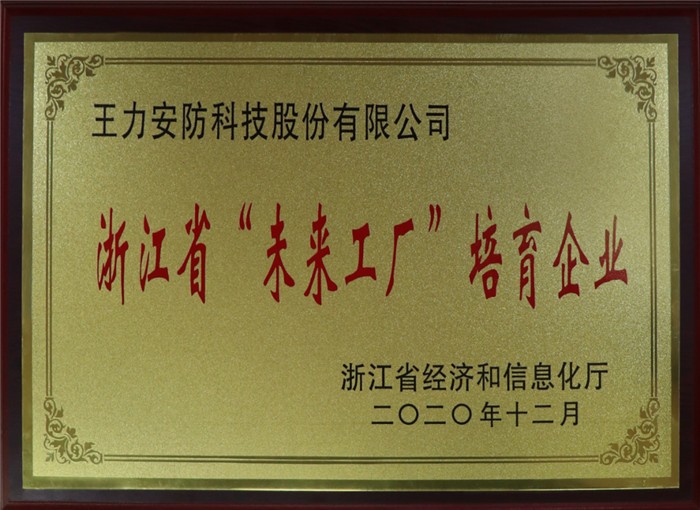 王力安防科技股份有限公司
浙江省“未来工厂”培育企业
浙江省经济和信息化厅
二〇二〇年十二月